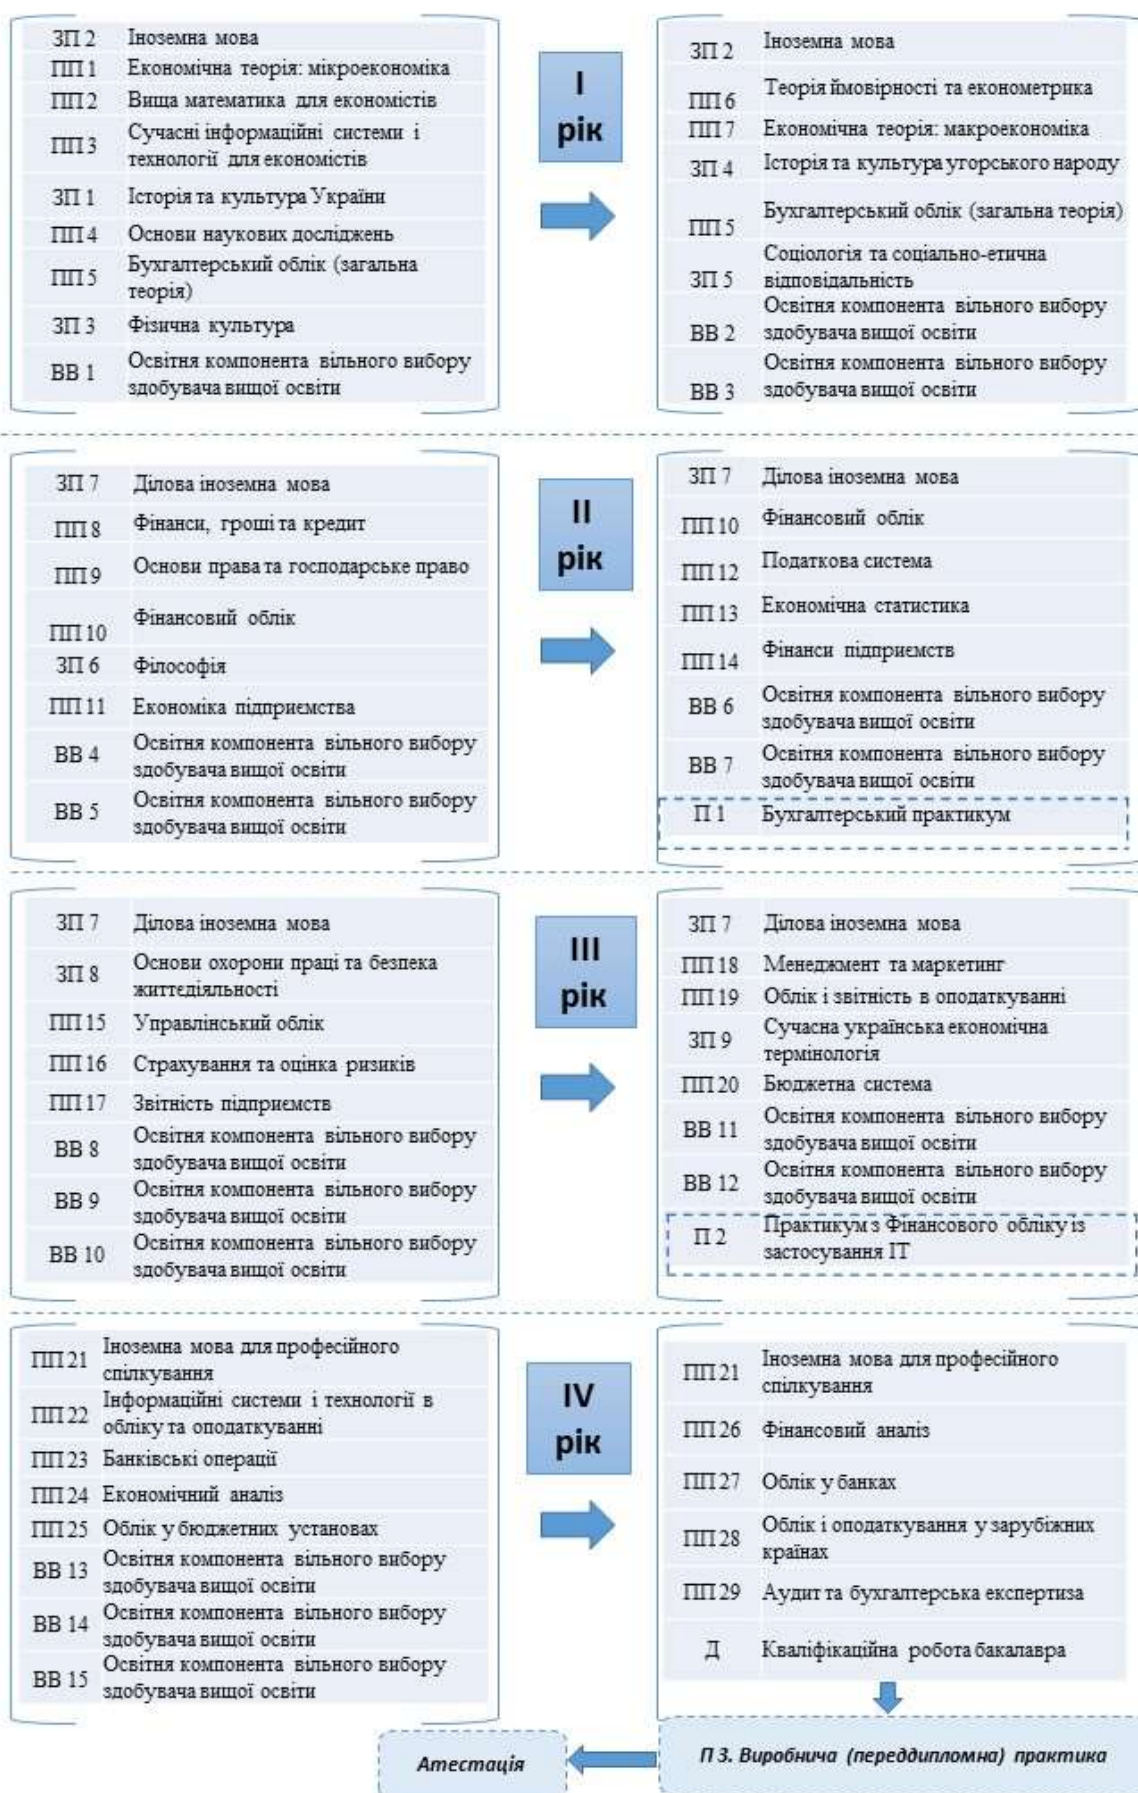 ЗП 2 Іноземна мова
ПП 1 Економічна теорія: мікроекономіка
ПП 2 Вища математика для економістів
ПП 3 Сучасні інформаційні системи і
технології для економістів
ЗП 1 Історія та культура України
ПП 4 Основи наукових досліджень
ПП 5 Бухгалтерський облік (загальна
теорія)
ЗП 3 Фізична культура
ВВ 1 Освітня компонента вільного вибору
здобувача вищої освіти
I
рік
ЗП 2 Іноземна мова
ПП 6 Теорія ймовірності та економетрика
ПП 7 Економічна теорія: макроекономіка
ЗП 4 Історія та культура угорського народу
ПП 5 Бухгалтерський облік (загальна теорія)
ЗП 5 Соціологія та соціально-етична
відповідальність
ВВ 2 Освітня компонента вільного вибору
здобувача вищої освіти
ВВ 3 Освітня компонента вільного вибору
здобувача вищої освіти
ЗП 7 Ділова іноземна мова
ПП 8 Фінанси, гроші та кредит
ПП 9 Основи права та господарське право
ПП 10 Фінансовий облік
ЗП 6 Філософія
ПП 11 Економіка підприємства
ВВ 4 Освітня компонента вільного вибору
здобувача вищої освіти
ВВ 5 Освітня компонента вільного вибору
здобувача вищої освіти
II
рік
ЗП 7 Ділова іноземна мова
ПП 10 Фінансовий облік
ПП 12 Податкова система
ПП 13 Економічна статистика
ПП 14 Фінанси підприємств
ВВ 6 Освітня компонента вільного вибору
здобувача вищої освіти
ВВ 7 Освітня компонента вільного вибору
здобувача вищої освіти
П 1 Бухгалтерський практикум
ЗП 7 Ділова іноземна мова
ЗП 8 Основи охорони праці та безпека
життєдіяльності
ПП 15 Управлінський облік
ПП 16 Страхування та оцінка ризиків
ПП 17 Звітність підприємств
ВВ 8 Освітня компонента вільного вибору
здобувача вищої освіти
ВВ 9 Освітня компонента вільного вибору
здобувача вищої освіти
ВВ 10 Освітня компонента вільного вибору
здобувача вищої освіти
III
рік
ЗП 7 Ділова іноземна мова
ПП 18 Менеджмент та маркетинг
ПП 19 Облік і звітність в оподаткуванні
ЗП 9 Сучасна українська економічна
термінологія
ПП 20 Бюджетна система
ВВ 11 Освітня компонента вільного вибору
здобувача вищої освіти
ВВ 12 Освітня компонента вільного вибору
здобувача вищої освіти
П 2 Практикум з Фінансового обліку із
застосування ІТ
ПП 21 Іноземна мова для професійного
спілкування
ПП 22 Інформаційні системи і технології в
обліку та оподаткуванні
ПП 23 Банківські операції
ПП 24 Економічний аналіз
ПП 25 Облік у бюджетних установах
ВВ 13 Освітня компонента вільного вибору
здобувача вищої освіти
ВВ 14 Освітня компонента вільного вибору
здобувача вищої освіти
ВВ 15 Освітня компонента вільного вибору
здобувача вищої освіти
IV
рік
ПП 21 Іноземна мова для професійного
спілкування
ПП 26 Фінансовий аналіз
ПП 27 Облік у банках
ПП 28 Облік і оподаткування у зарубіжних
країнах
ПП 29 Аудит та бухгалтерська експертиза
Д Кваліфікаційна робота бакалавра
П 3. Виробнича (переддипломна) практика
Атестація